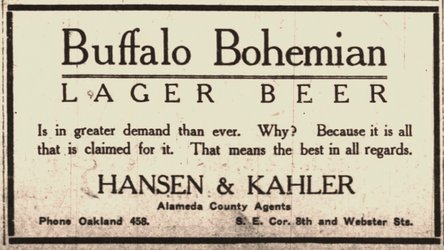 Buffalo Bohemian
LAGER BEER
Is in greater demand than ever. Why? Because it is all
that is claimed for it. That means the best in all regards.
HANSEN & KAHLER
Alameda County Agents
Phone Oakland 458. S. E. Cor. 8th and Webster Sts.